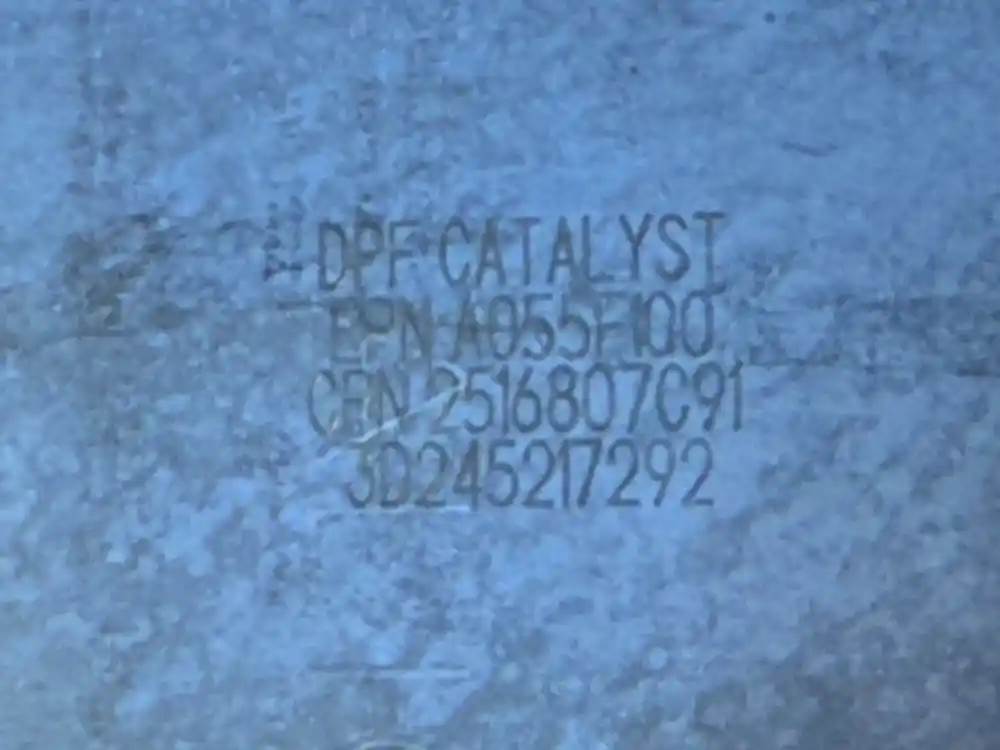 DPF CATALYST
EPN A055F100
CPN 2516807C91
3D245217292